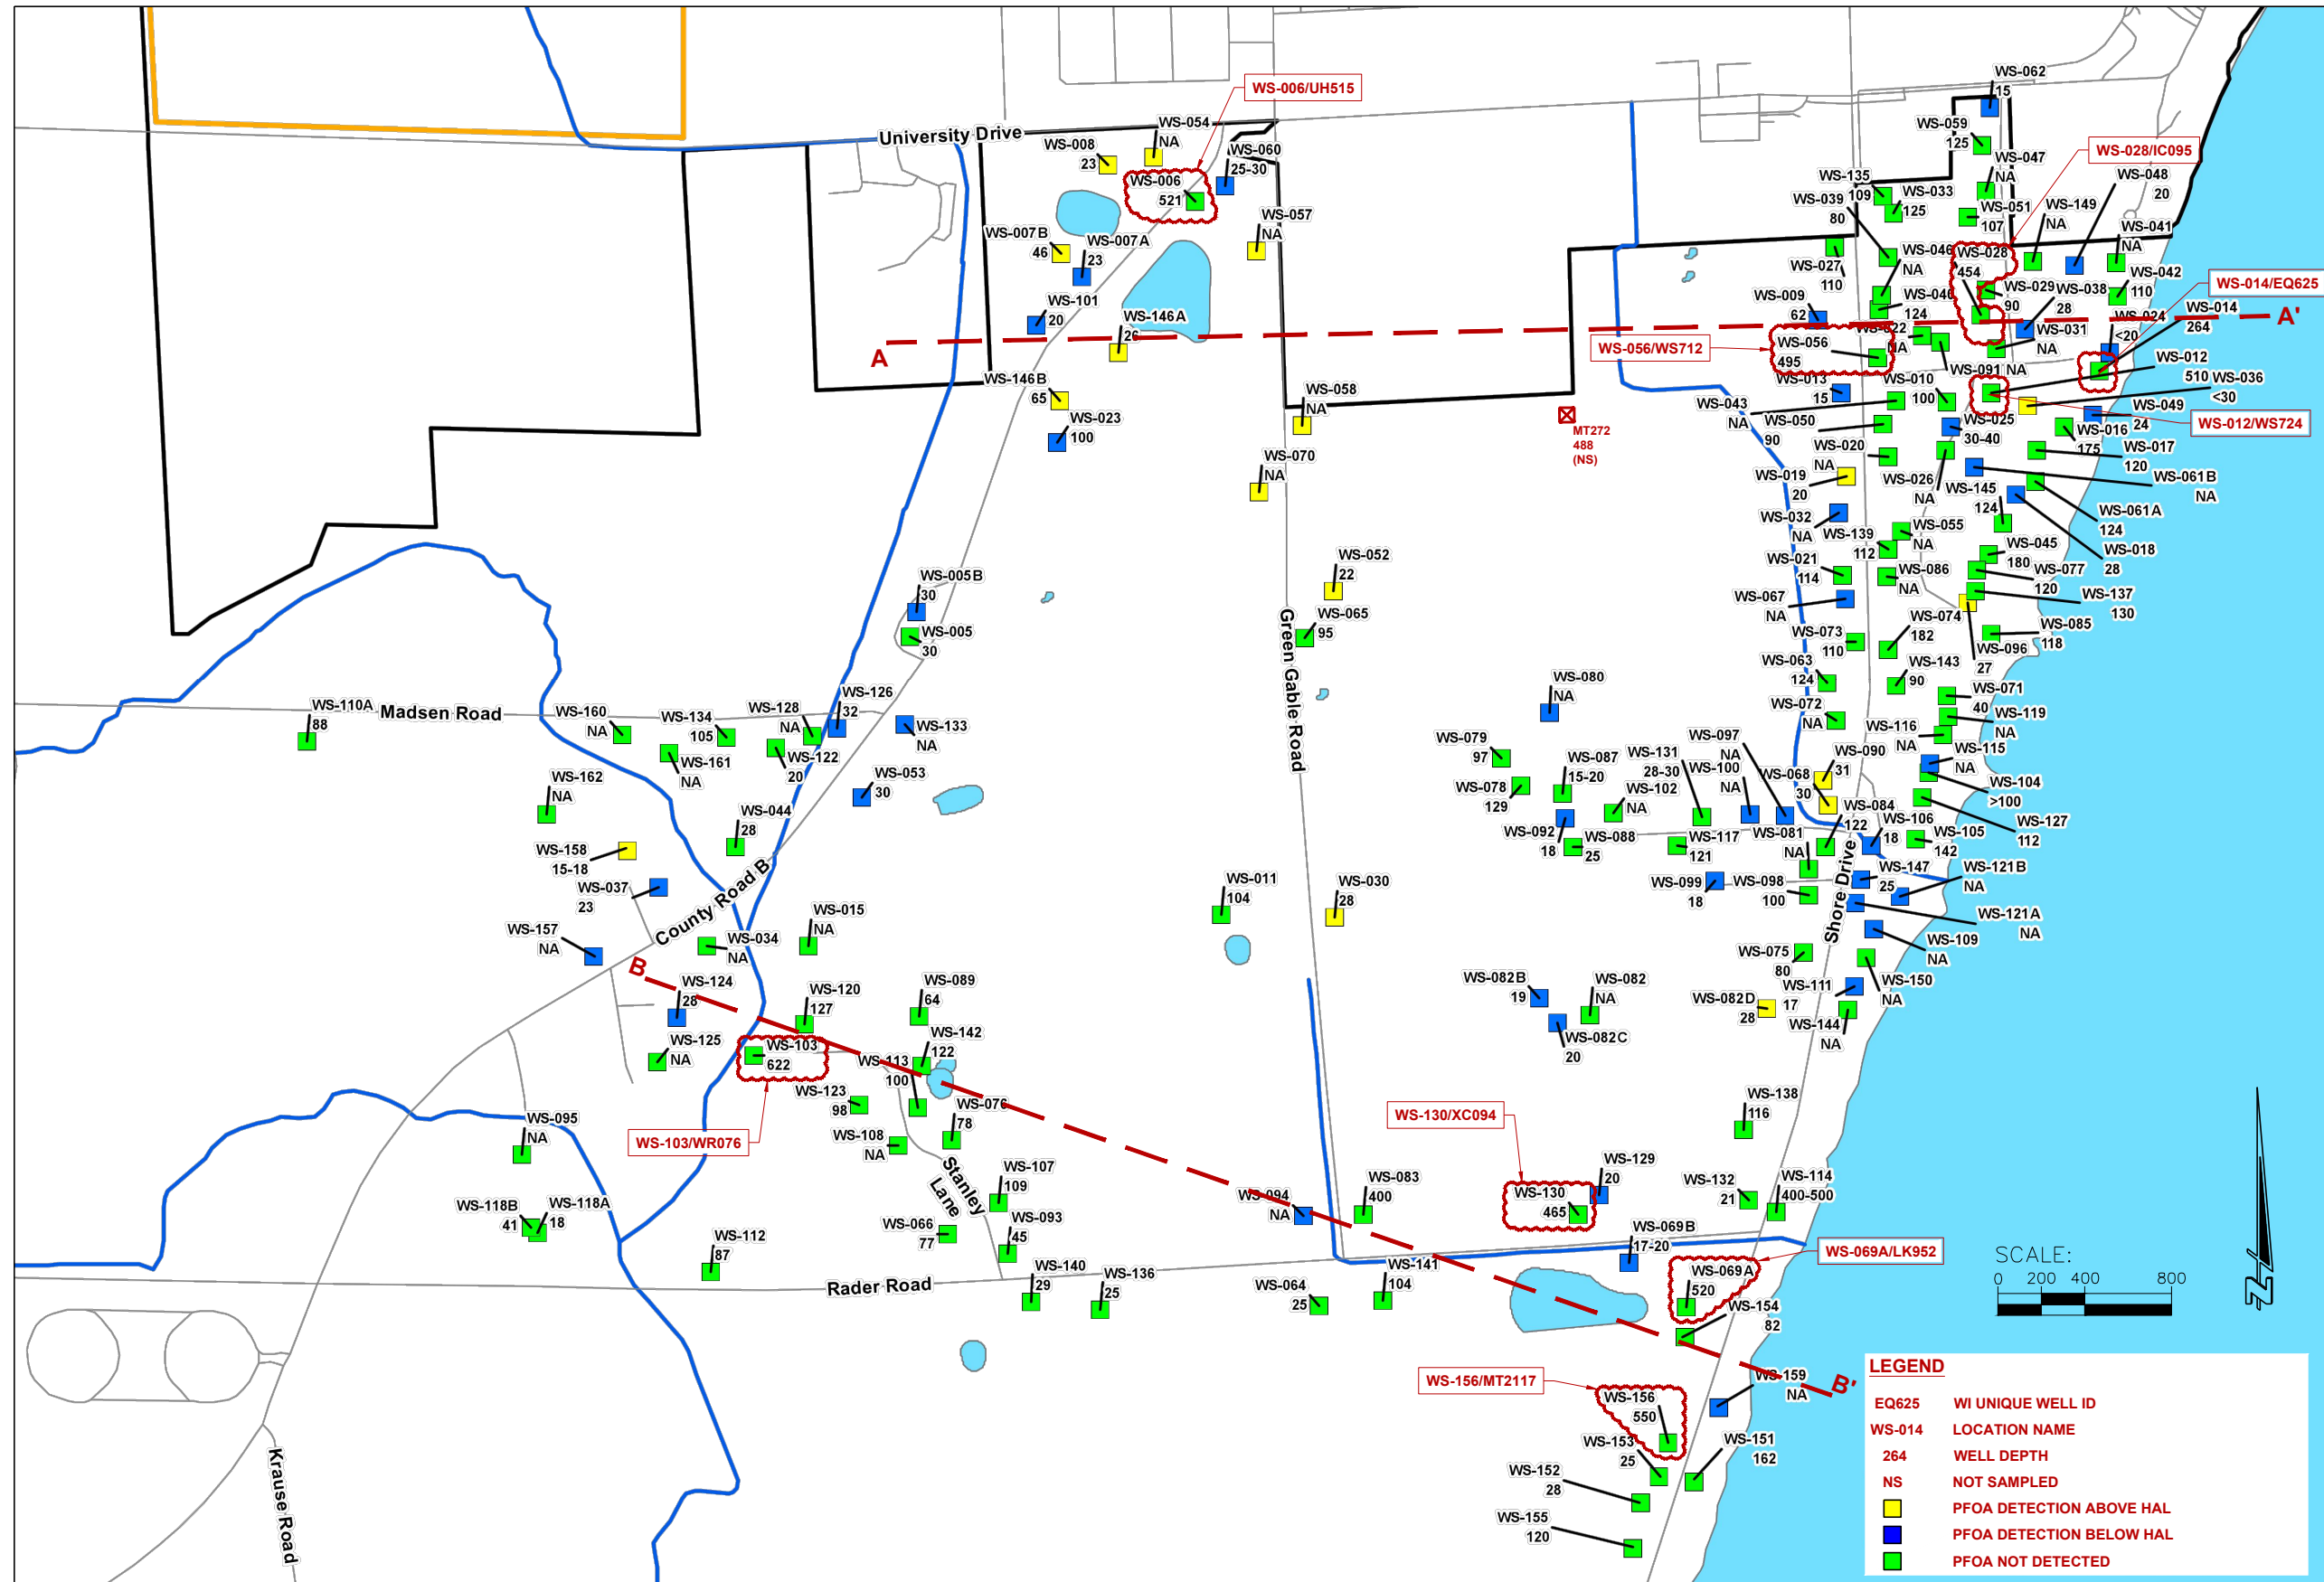 WS-062
15
WS-006/UH515
WS-054
NA
University Drive
WS-008
23
WS-060
25-30
WS-059
125
WS-047
NA
WS-028/IC095
WS-006
521
WS-135
109
WS-033
125
WS-048
20
WS-039
80
WS-051
107
WS-149
NA
WS-057
NA
WS-041
NA
WS-007B
46
WS-007A
23
WS-046
NA
WS-028
454
WS-027
110
WS-042
110
WS-014/EQ625
WS-029
90
WS-038
28
WS-009
62
WS-046
124
WS-014
264
WS-101
20
WS-146A
26
WS-024
<20
A
A'
WS-031
NA
WS-022
NA
WS-056/WS712
WS-056
495
WS-091
NA
WS-012
510
WS-146B
65
WS-058
NA
WS-013
15
WS-010
100
WS-036
<30
WS-043
NA
WS-049
24
WS-012/WS724
WS-023
100
MT272
488
(NS)
WS-050
90
WS-025
30-40
WS-016
175
WS-020
NA
WS-017
120
WS-070
NA
WS-019
20
WS-026
NA
WS-061B
NA
WS-145
124
WS-061A
124
WS-032
NA
WS-139
112
WS-055
NA
WS-018
28
WS-045
180
WS-052
22
WS-021
114
WS-086
NA
WS-077
120
WS-005B
30
WS-067
NA
WS-137
130
WS-065
95
WS-074
182
WS-085
118
WS-005
30
WS-073
110
WS-096
27
Green Gable Road
WS-063
124
WS-143
90
WS-080
NA
WS-071
40
WS-110A
88
Madsen Road
WS-160
NA
WS-134
105
WS-128
NA
WS-126
32
WS-072
NA
WS-119
NA
WS-133
NA
WS-116
NA
WS-079
97
WS-097
NA
WS-115
NA
WS-161
NA
WS-122
20
WS-087
15-20
WS-131
28-30
WS-100
NA
WS-090
31
WS-162
NA
WS-053
30
WS-078
129
WS-102
NA
WS-068
30
WS-104
>100
WS-044
28
WS-084
122
WS-106
18
WS-127
112
WS-092
18
WS-088
25
WS-117
121
WS-081
NA
WS-105
142
WS-158
15-18
WS-037
23
County Road B
WS-011
104
WS-030
28
WS-099
18
WS-098
100
Shore Drive
WS-147
25
WS-121B
NA
WS-015
NA
WS-121A
NA
WS-157
NA
WS-034
NA
WS-109
NA
WS-075
80
B
WS-124
28
WS-120
127
WS-089
64
WS-082B
19
WS-082
NA
WS-111
17
WS-150
NA
WS-082D
28
WS-144
NA
WS-125
NA
WS-103
622
WS-142
122
WS-113
100
WS-082C
20
WS-123
98
WS-076
78
WS-138
116
WS-130/XC094
WS-095
NA
WS-103/WR076
WS-108
NA
Stanley
Lane
WS-107
109
WS-129
20
WS-083
400
WS-130
465
WS-132
21
WS-114
400-500
WS-118B
41
WS-118A
18
WS-094
NA
WS-066
77
WS-093
45
WS-112
87
WS-069B
17-20
WS-069A/LK952
SCALE:
0 200 400 800
N
WS-140
29
WS-136
25
WS-141
104
WS-069A
520
Rader Road
WS-064
25
WS-154
82
WS-156/MT2117
WS-159
NA
B'
WS-156
550
WS-153
25
WS-151
162
WS-152
28
WS-155
120
Krause Road
LEGEND
EQ625 WI UNIQUE WELL ID
WS-014 LOCATION NAME
264 WELL DEPTH
NS NOT SAMPLED
PFOA DETECTION ABOVE HAL
PFOA DETECTION BELOW HAL
PFOA NOT DETECTED